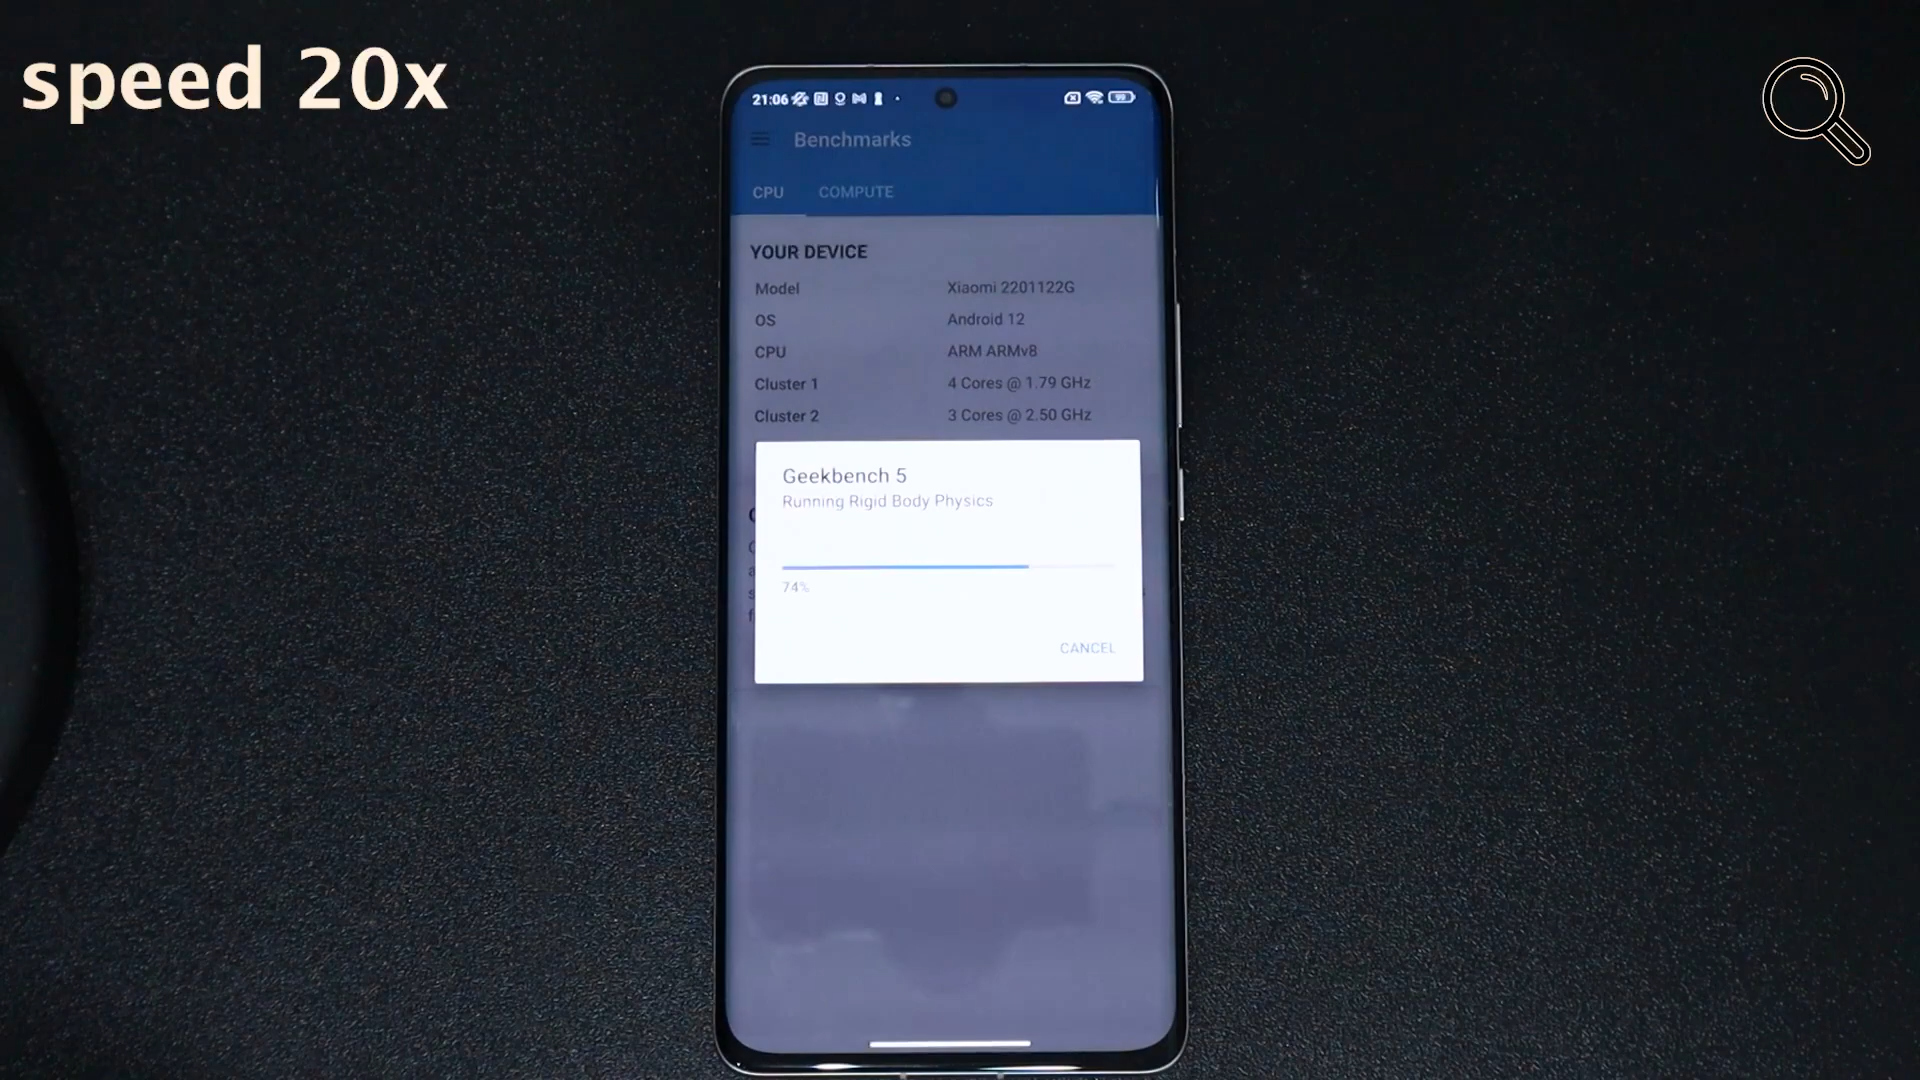 speed 20x
21:06
99
Benchmarks
CPU COMPUTE
YOUR DEVICE
Model Xiaomi 2201122G
OS Android 12
CPU ARM ARMv8
Cluster 1 4 Cores @ 1.79 GHz
Cluster 2 3 Cores @ 2.50 GHz
Geekbench 5
Running Rigid Body Physics
74%
CANCEL